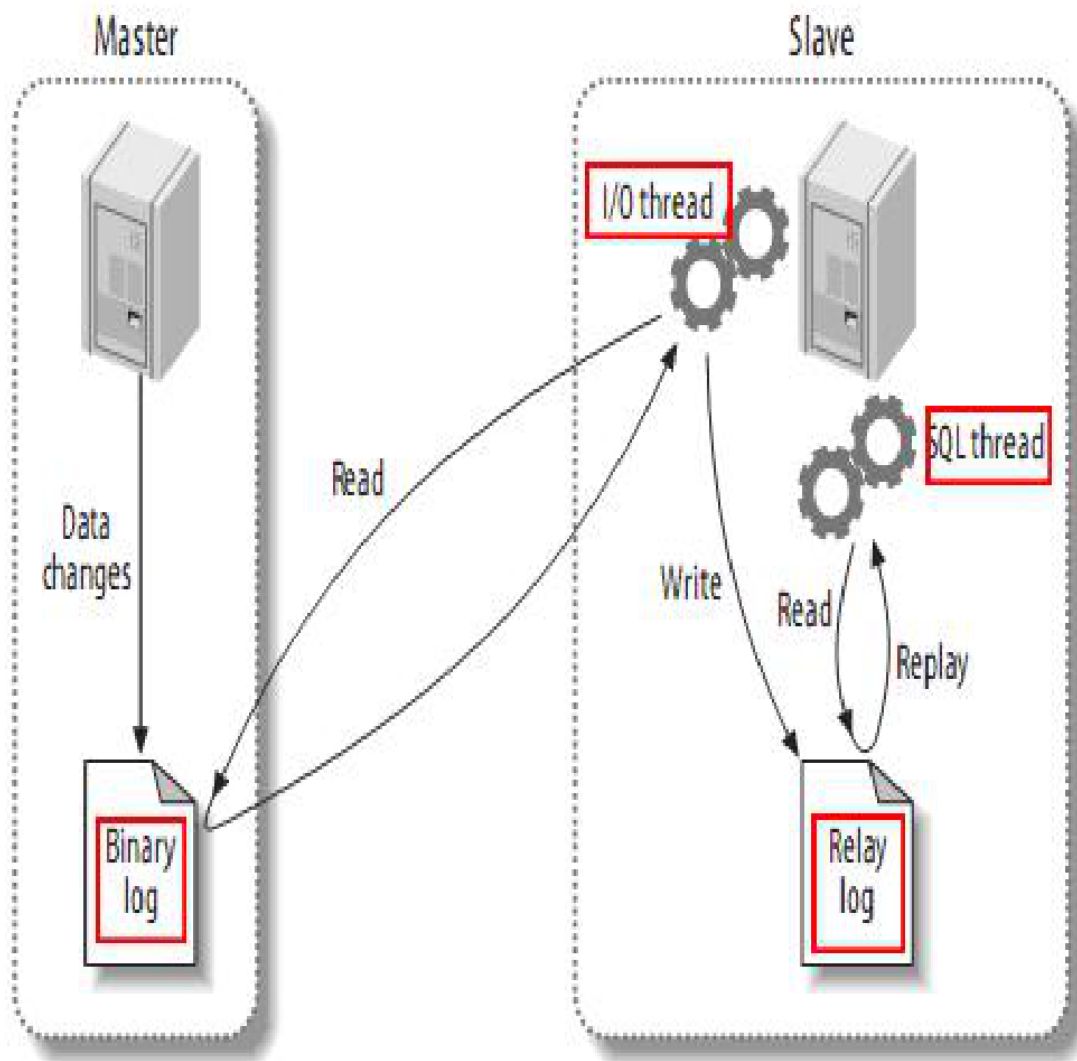 Master
Slave
I/O thread
SQL thread
Read
Data
changes
Write
Read
Replay
Binary
log
Relay
log